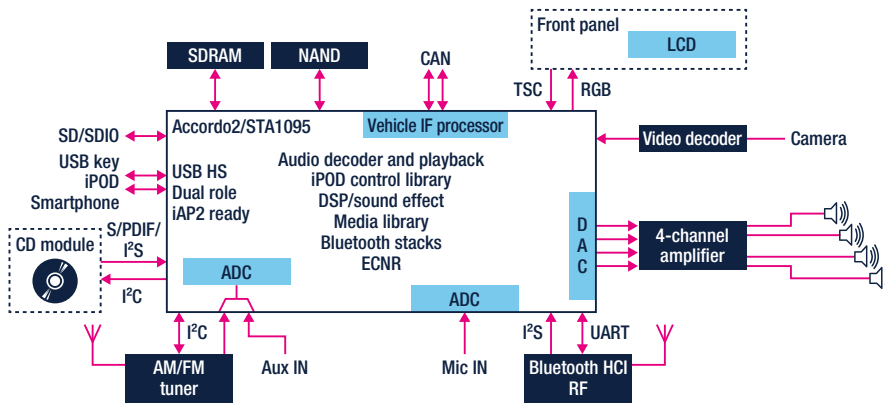 Front panel
LCD
SDRAM
NAND
CAN
TSC
RGB
Accordo2/STA1095
Vehicle IF processor
SD/SDIO
Video decoder
Camera
USB key
iPOD
Smartphone
USB HS
Dual role
iAP2 ready
Audio decoder and playback
iPOD control library
DSP/sound effect
Media library
Bluetooth stacks
ECNR
S/PDIF/
I²S
CD module
I²C
ADC
D
A
C
4-channel
amplifier
ADC
I²C
Aux IN
Mic IN
I²S
UART
AM/FM
tuner
Bluetooth HCI
RF